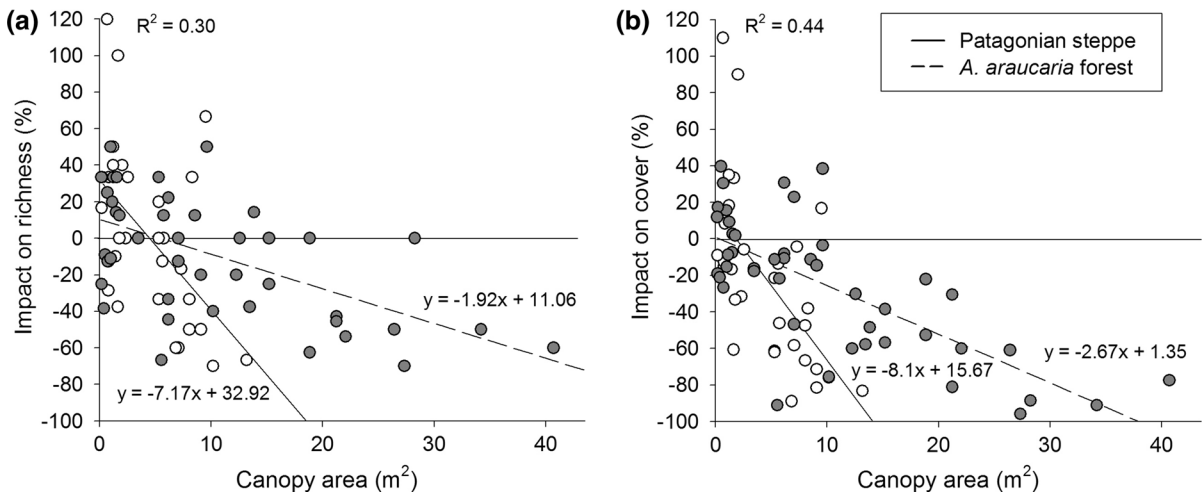 (a)
R² = 0.30
120
100
80
60
40
20
0
-20
-40
-60
-80
-100
Impact on richness (%)
y = -1.92x + 11.06
y = -7.17x + 32.92
0 10 20 30 40
Canopy area (m²)
(b)
R² = 0.44
Patagonian steppe
A. araucaria forest
120
100
80
60
40
20
0
-20
-40
-60
-80
-100
Impact on cover (%)
y = -2.67x + 1.35
y = -8.1x + 15.67
0 10 20 30 40
Canopy area (m²)